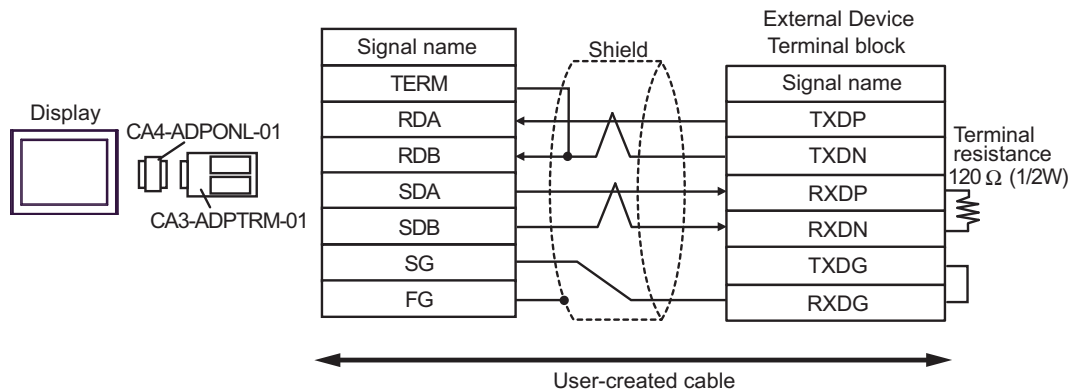 Display
CA4-ADPONL-01
CA3-ADPTRM-01
Signal name
TERM
RDA
RDB
SDA
SDB
SG
FG
Shield
External Device
Terminal block
Signal name
TXDP
TXDN
RXDP
RXDN
TXDG
RXDG
Terminal
resistance
120 Ω (1/2W)
User-created cable